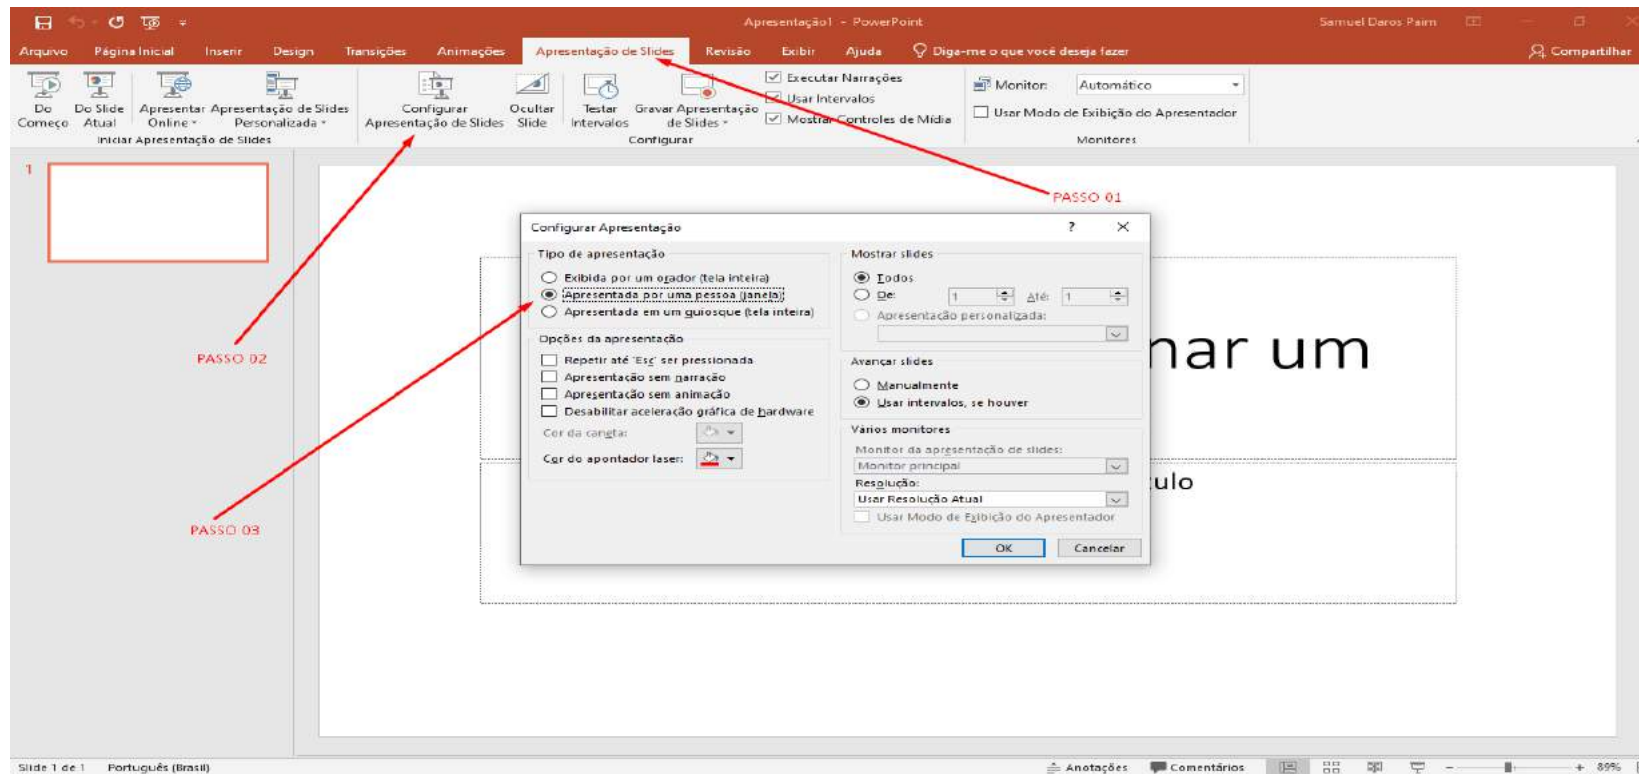 Apresentação1 - PowerPoint
Samuel Daros Paim
Arquivo Página Inicial Inserir Design Transições Animações Apresentação de Slides Revisão Exibir Ajuda Diga-me o que você deseja fazer Compartilhar
Do Começo
Do Slide Atual
Apresentar Online
Apresentação de Slides Personalizada
Iniciar Apresentação de Slides
Configurar Apresentação de Slides
Ocultar Slide
Testar Intervalos
Gravar Apresentação de Slides
Executar Narrações
Usar Intervalos
Mostrar Controles de Mídia
Configurar
Monitor: Automático
Usar Modo de Exibição do Apresentador
Monitores
1
PASSO 01
PASSO 02
PASSO 03
Configurar Apresentação ?
Tipo de apresentação
Exibida por um orador (tela inteira)
Apresentada por uma pessoa (janela)
Apresentada em um quiosque (tela inteira)
Opções da apresentação
Repetir até 'Esc' ser pressionada
Apresentação sem narração
Apresentação sem animação
Desabilitar aceleração gráfica de hardware
Cor da caneta:
Cor do apontador laser:
Mostrar slides
Todos
De: 1 Até: 1
Apresentação personalizada:
Avançar slides
Manualmente
Usar intervalos, se houver
Vários monitores
Monitor da apresentação de slides:
Monitor principal
Resolução:
Usar Resolução Atual
Usar Modo de Exibição do Apresentador
OK Cancelar
nar um
ulo
Slide 1 de 1 Português (Brasil) Anotações Comentários 89%